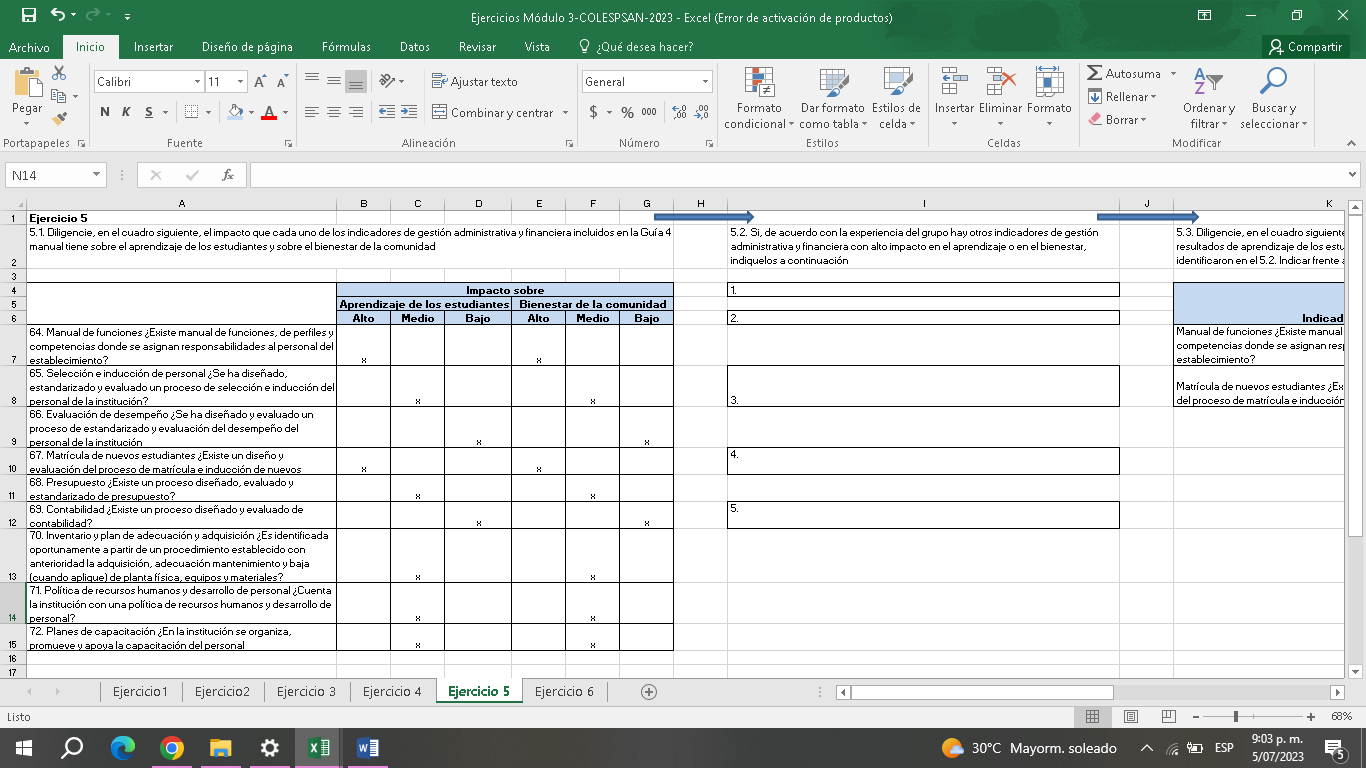 Ejercicios Módulo 3-COLESPSAN-2023 - Excel (Error de activación de productos)
Archivo Inicio Insertar Diseño de página Fórmulas Datos Revisar Vista ¿Qué desea hacer? Compartir
Calibri 11 Ajustar texto General Autosuma
Pegar Formato Dar formato Estilos de Insertar Eliminar Formato Rellenar Ordenar y Buscar y
N K S Combinar y centrar $ % 000 condicional como tabla celda Borrar filtrar seleccionar
Portapapeles Fuente Alineación Número Estilos Celdas Modificar
N14 fx
A B C D E F G H I J K
1 Ejercicio 5
5.1. Diligencie, en el cuadro siguiente, el impacto que cada uno de los indicadores de gestión administrativa y financiera incluidos en la Guía 4
manual tiene sobre el aprendizaje de los estudiantes y sobre el bienestar de la comunidad
2
5.2. Si, de acuerdo con la experiencia del grupo hay otros indicadores de gestión
administrativa y financiera con alto impacto en el aprendizaje o en el bienestar,
indíquelos a continuación
5.3. Diligencie, en el cuadro siguiente
resultados de aprendizaje de los estu
identificaron en el 5.2. Indicar frente a
3
4 Impacto sobre 1.
5 Aprendizaje de los estudiantes Bienestar de la comunidad
6 Alto Medio Bajo Alto Medio Bajo 2. Indicad
64. Manual de funciones ¿Existe manual de funciones, de perfiles y
competencias donde se asignan responsabilidades al personal del
7 establecimiento? x x
Manual de funciones ¿Existe manual
competencias donde se asignan resp
establecimiento?
65. Selección e inducción de personal ¿Se ha diseñado,
estandarizado y evaluado un proceso de selección e inducción del
8 personal de la institución? x x 3.
Matrícula de nuevos estudiantes ¿Ex
del proceso de matrícula e inducción
66. Evaluación de desempeño ¿Se ha diseñado y evaluado un
proceso de estandarizado y evaluación del desempeño del
9 personal de la institución x x
67. Matrícula de nuevos estudiantes ¿Existe un diseño y 4.
10 evaluación del proceso de matrícula e inducción de nuevos x x
68. Presupuesto ¿Existe un proceso diseñado, evaluado y
11 estandarizado de presupuesto? x x
69. Contabilidad ¿Existe un proceso diseñado y evaluado de 5.
12 contabilidad? x x
70. Inventario y plan de adecuación y adquisición ¿Es identificada
oportunamente a partir de un procedimiento establecido con
anterioridad la adquisición, adecuación mantenimiento y baja
13 (cuando aplique) de planta física, equipos y materiales? x x
71. Política de recursos humanos y desarrollo de personal ¿Cuenta
la institución con una política de recursos humanos y desarrollo de
14 personal? x x
72. Planes de capacitación ¿En la institución se organiza,
15 promueve y apoya la capacitación del personal x x
16
17
Ejercicio1 Ejercicio2 Ejercicio 3 Ejercicio 4 Ejercicio 5 Ejercicio 6
Listo 68%
30°C Mayorm. soleado ESP 9:03 p. m.
5/07/2023 5